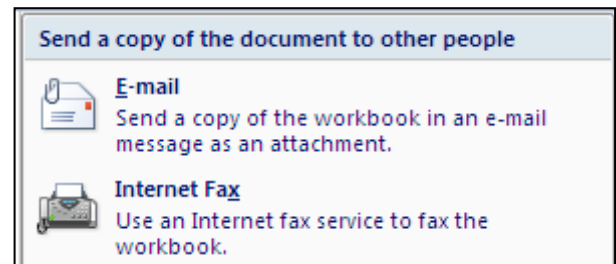 Send a copy of the document to other people
E-mail
Send a copy of the workbook in an e-mail
message as an attachment.
Internet Fax
Use an Internet fax service to fax the
workbook.